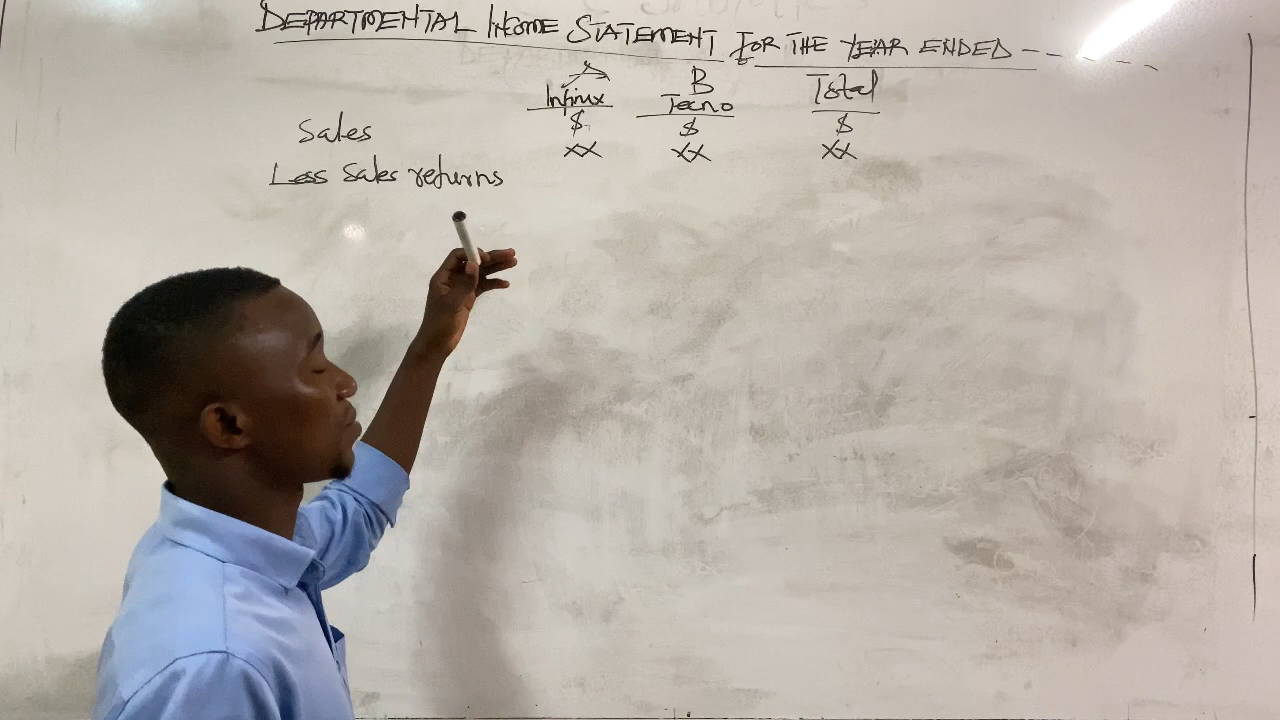 DEPARTMENTAL INCOME STATEMENT FOR THE YEAR ENDED ----
A B Total
Infinix Tecno
$ $ $
Sales XX XX XX
Less Sales returns